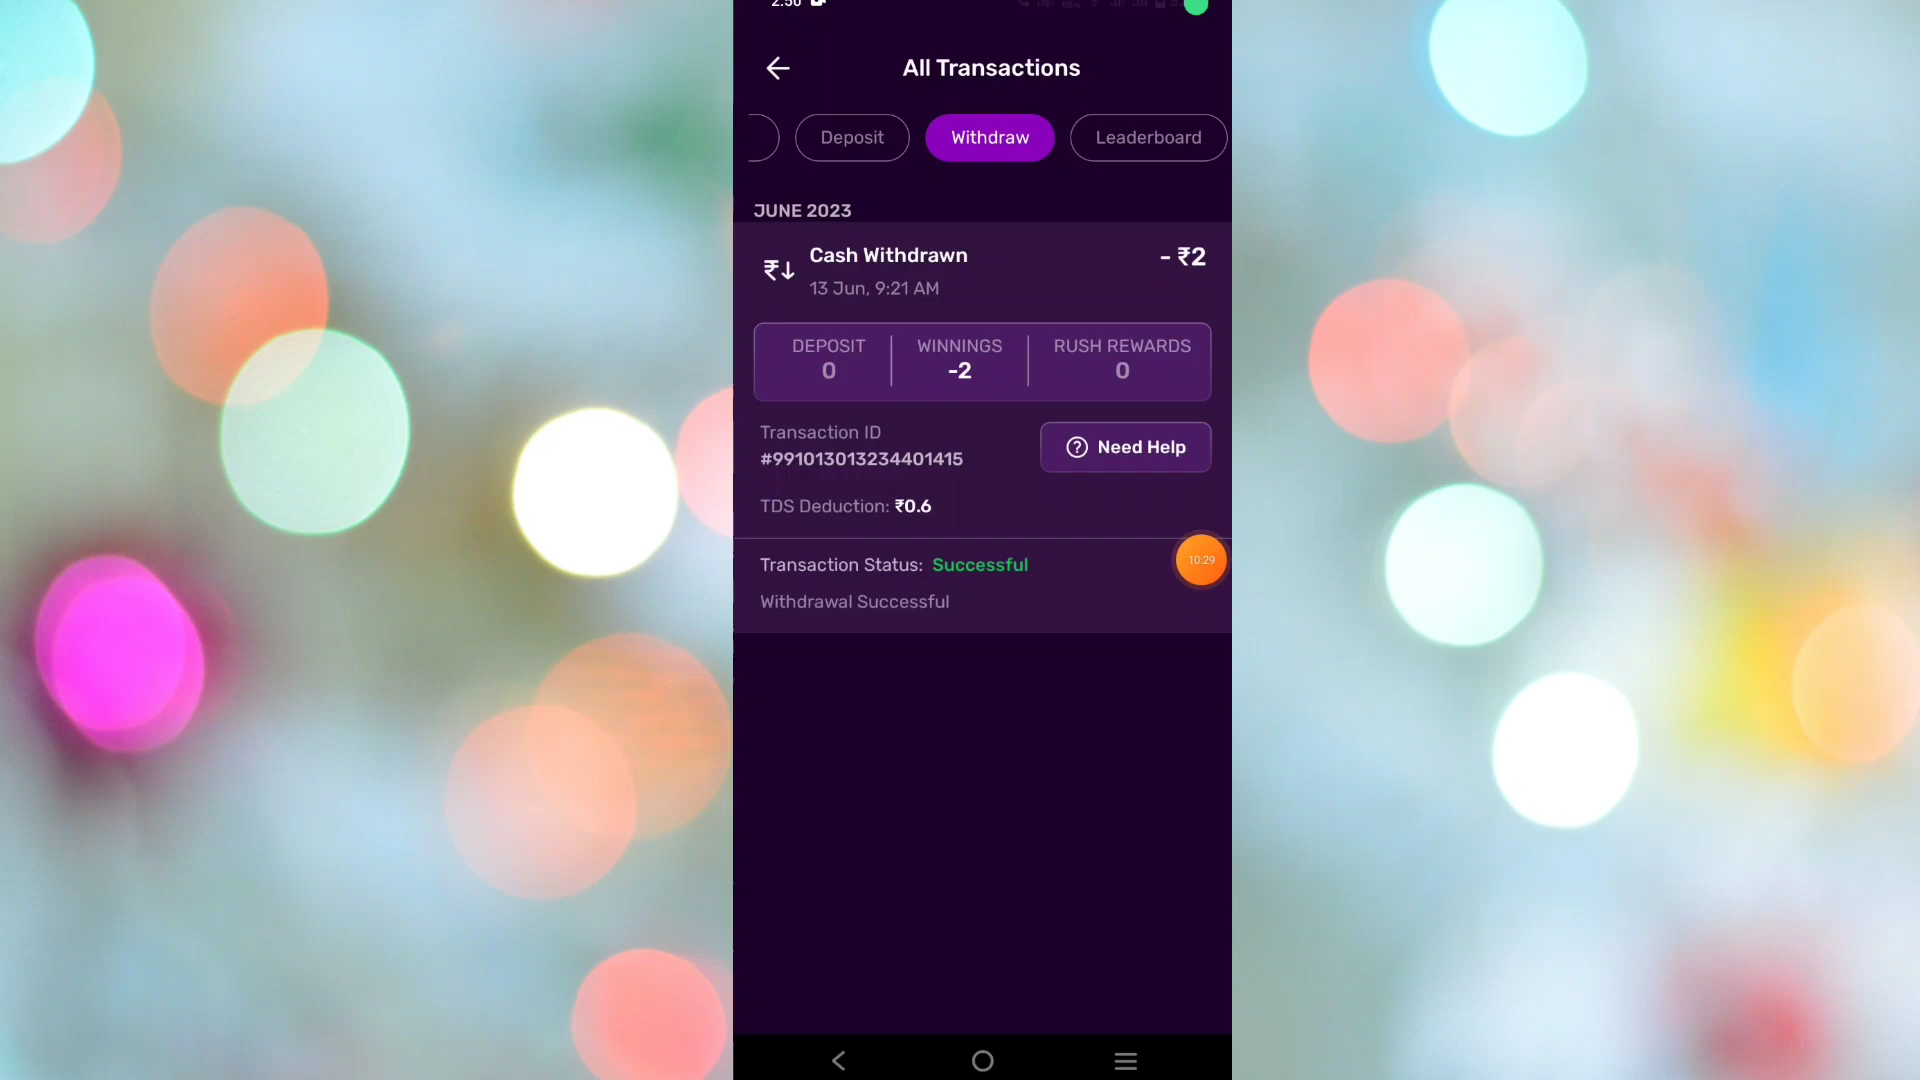 2:50
All Transactions
Deposit Withdraw Leaderboard
JUNE 2023
Cash Withdrawn - ₹2
13 Jun, 9:21 AM
DEPOSIT WINNINGS RUSH REWARDS
0 -2 0
Transaction ID
#991013013234401415
Need Help
TDS Deduction: ₹0.6
Transaction Status: Successful
10:29
Withdrawal Successful